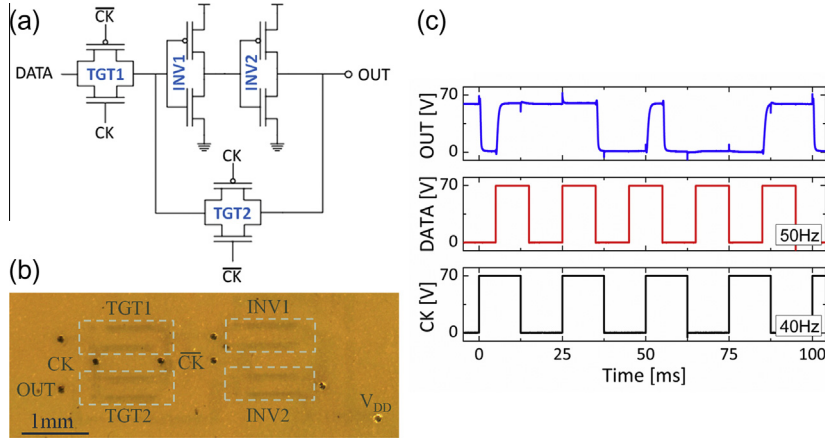 (a)
CK
DATA
TGT1
CK
INV1
INV2
OUT
CK
TGT2
CK
(b)
TGT1
INV1
CK
CK
OUT
TGT2
INV2
V_DD
1mm
(c)
OUT [V]
70
0
DATA [V]
70
0
50Hz
CK [V]
70
0
40Hz
0
25
50
75
100
Time [ms]